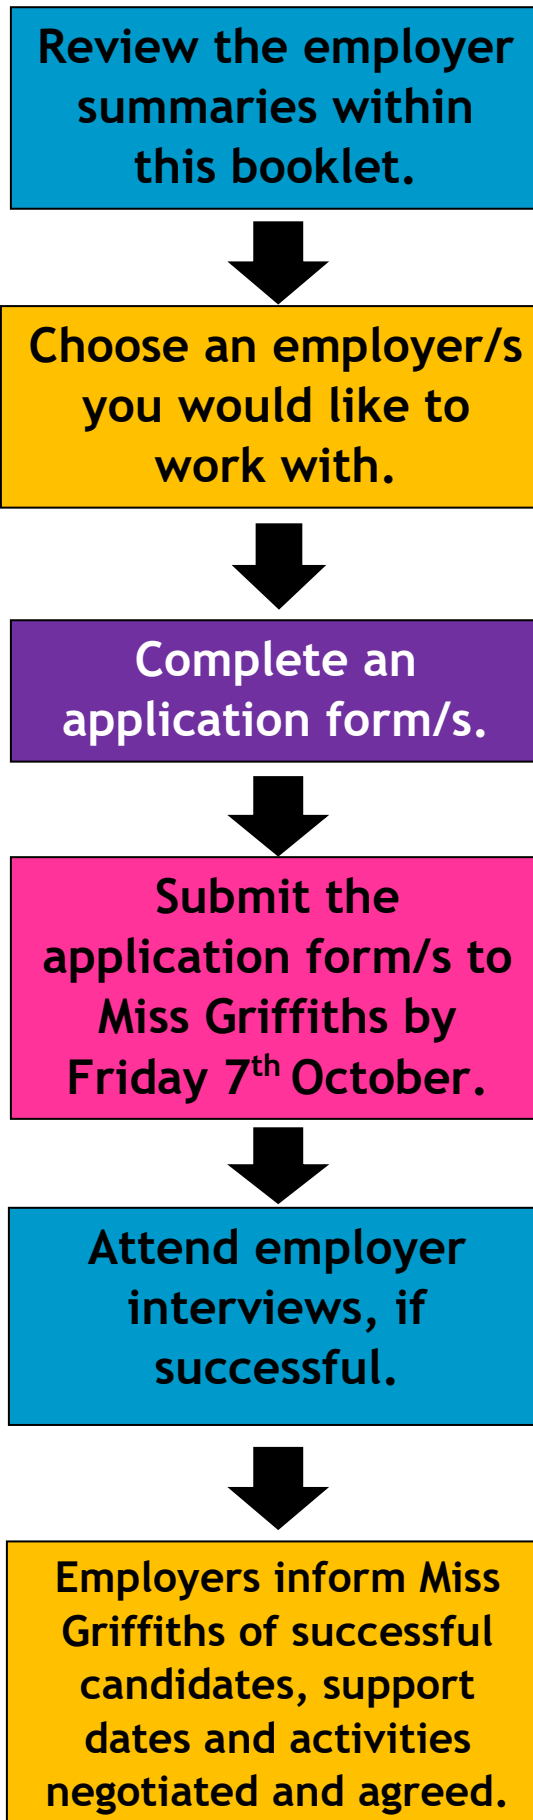 Review the employer
summaries within
this booklet.
Choose an employer/s
you would like to
work with.
Complete an
application form/s.
Submit the
application form/s to
Miss Griffiths by
Friday 7th October.
Attend employer
interviews, if
successful.
Employers inform Miss
Griffiths of successful
candidates, support
dates and activities
negotiated and agreed.